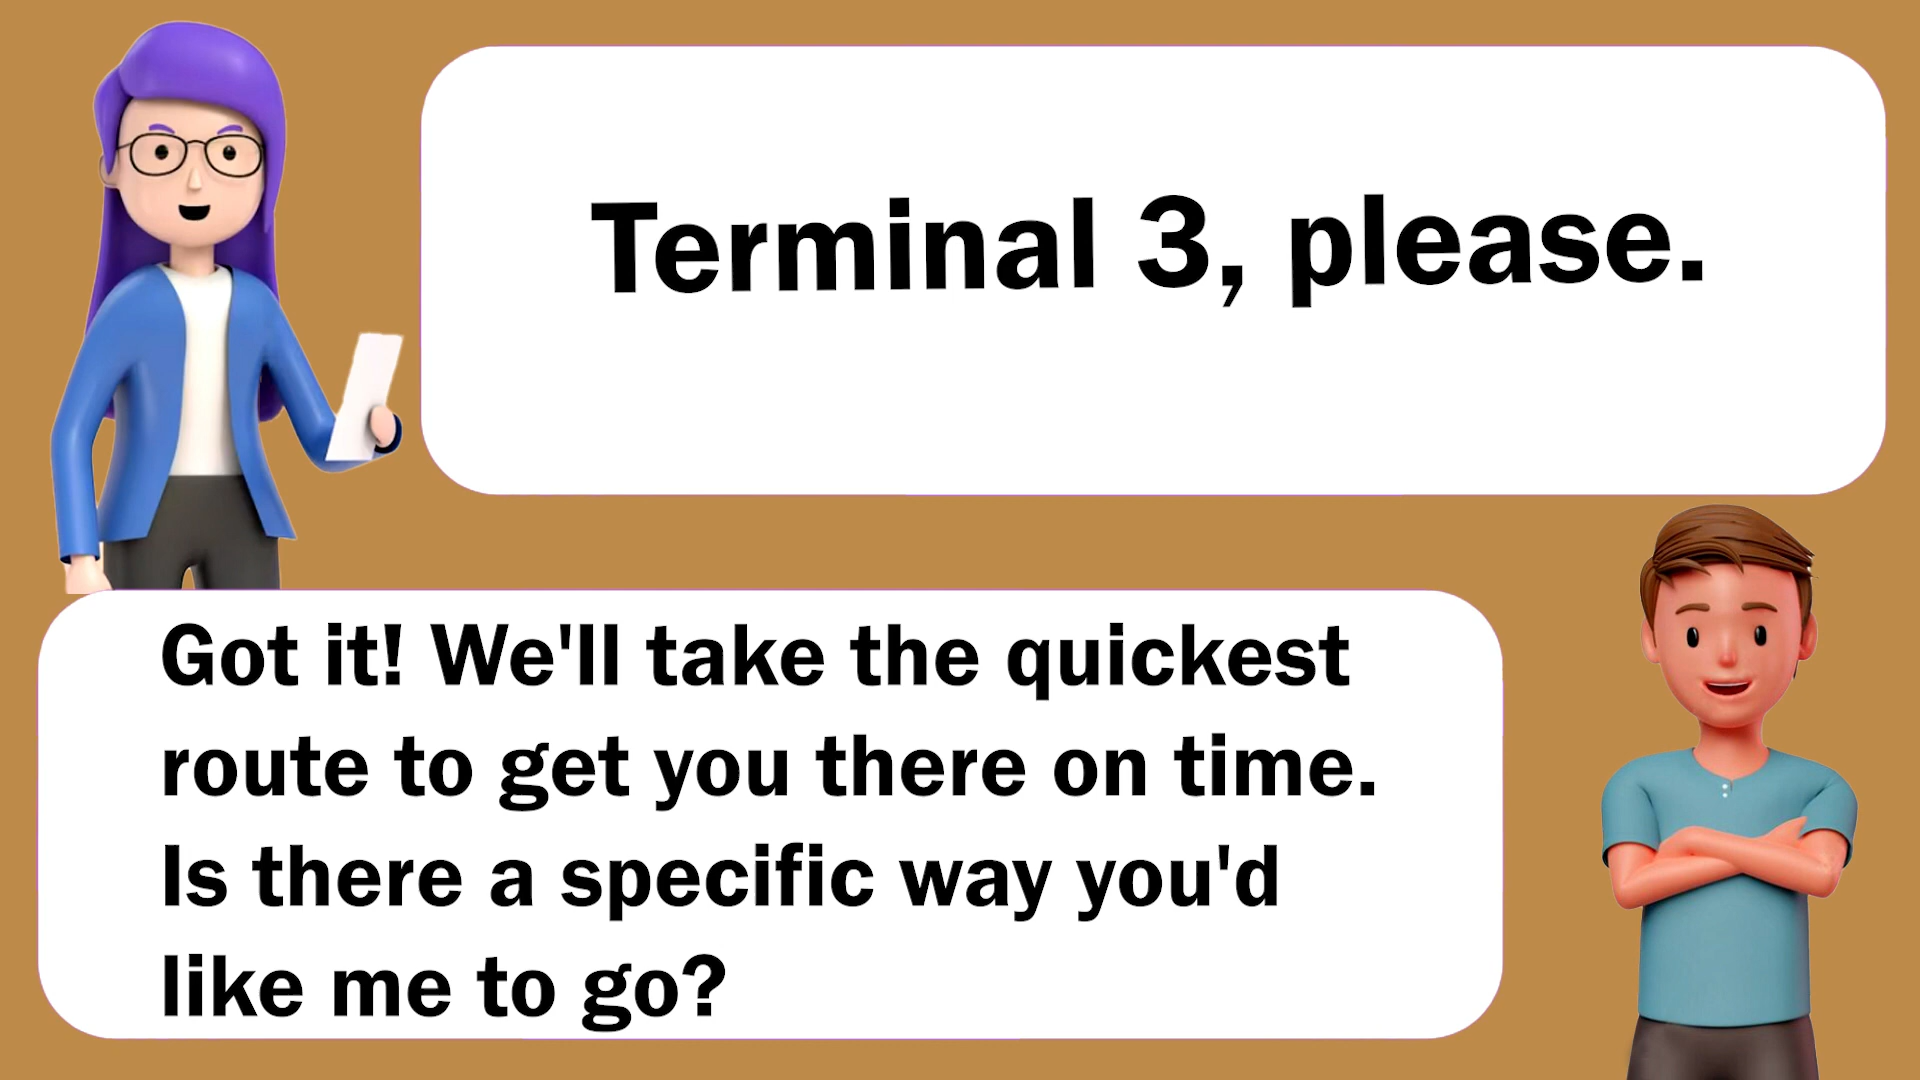 Terminal 3, please.
Got it! We'll take the quickest
route to get you there on time.
Is there a specific way you'd
like me to go?